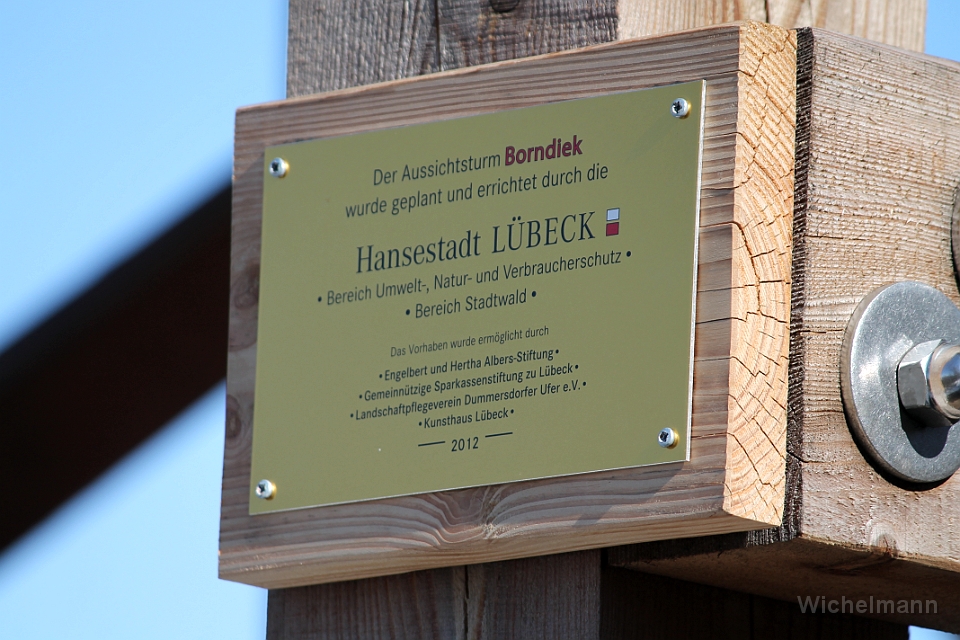 Der Aussichtsturm Borndiek
wurde geplant und errichtet durch die
Hansestadt LÜBECK
• Bereich Umwelt-, Natur- und Verbraucherschutz •
• Bereich Stadtwald •
Das Vorhaben wurde ermöglicht durch
• Engelbert und Hertha Albers-Stiftung •
• Gemeinnützige Sparkassenstiftung zu Lübeck •
• Landschaftpflegeverein Dummersdorfer Ufer e.V. •
• Kunsthaus Lübeck •
— 2012 —
Wichelmann